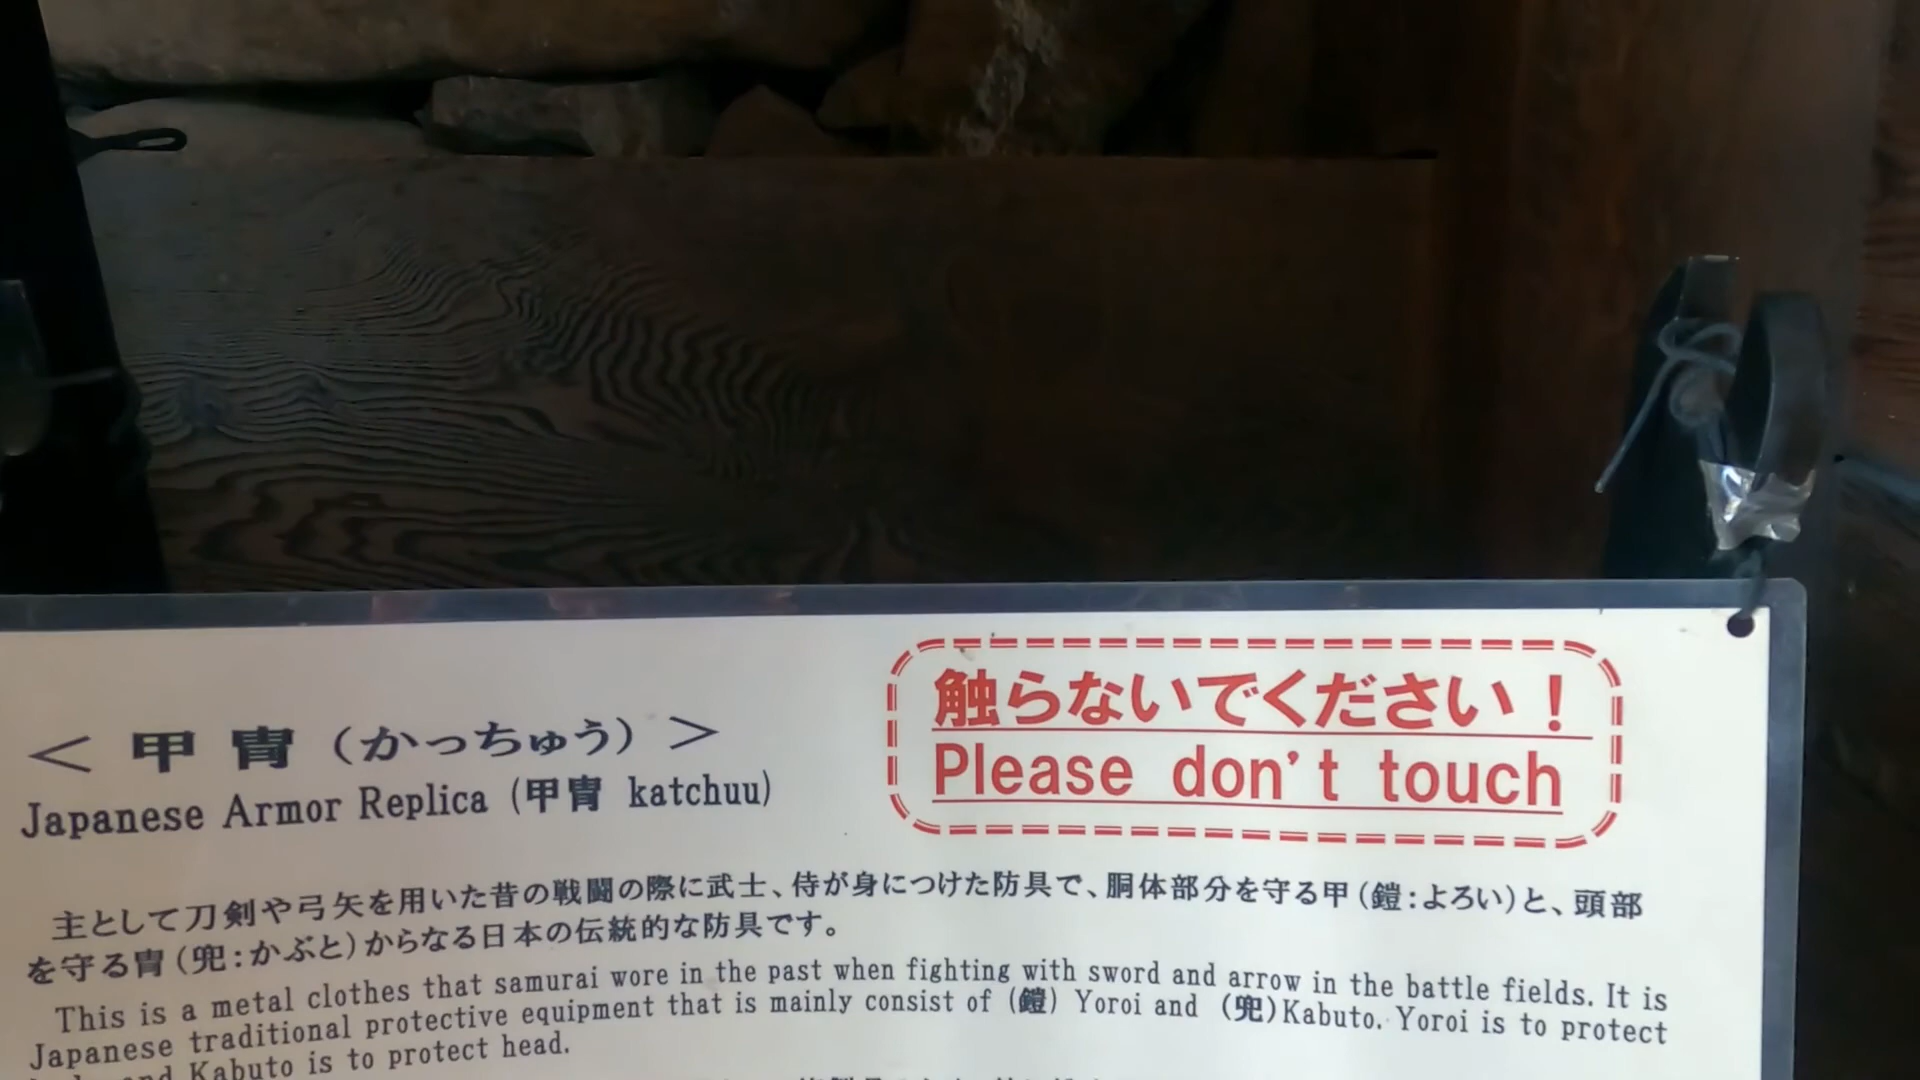 触らないでください！
Please don't touch
＜甲冑（かっちゅう）＞
Japanese Armor Replica (甲冑 katchuu)
主として刀剣や弓矢を用いた昔の戦闘の際に武士、侍が身につけた防具で、胴体部分を守る甲（鎧：よろい）と、頭部
を守る冑（兜：かぶと）からなる日本の伝統的な防具です。
This is a metal clothes that samurai wore in the past when fighting with sword and arrow in the battle fields. It is
Japanese traditional protective equipment that is mainly consist of (鎧) Yoroi and (兜)Kabuto. Yoroi is to protect
and Kabuto is to protect head.